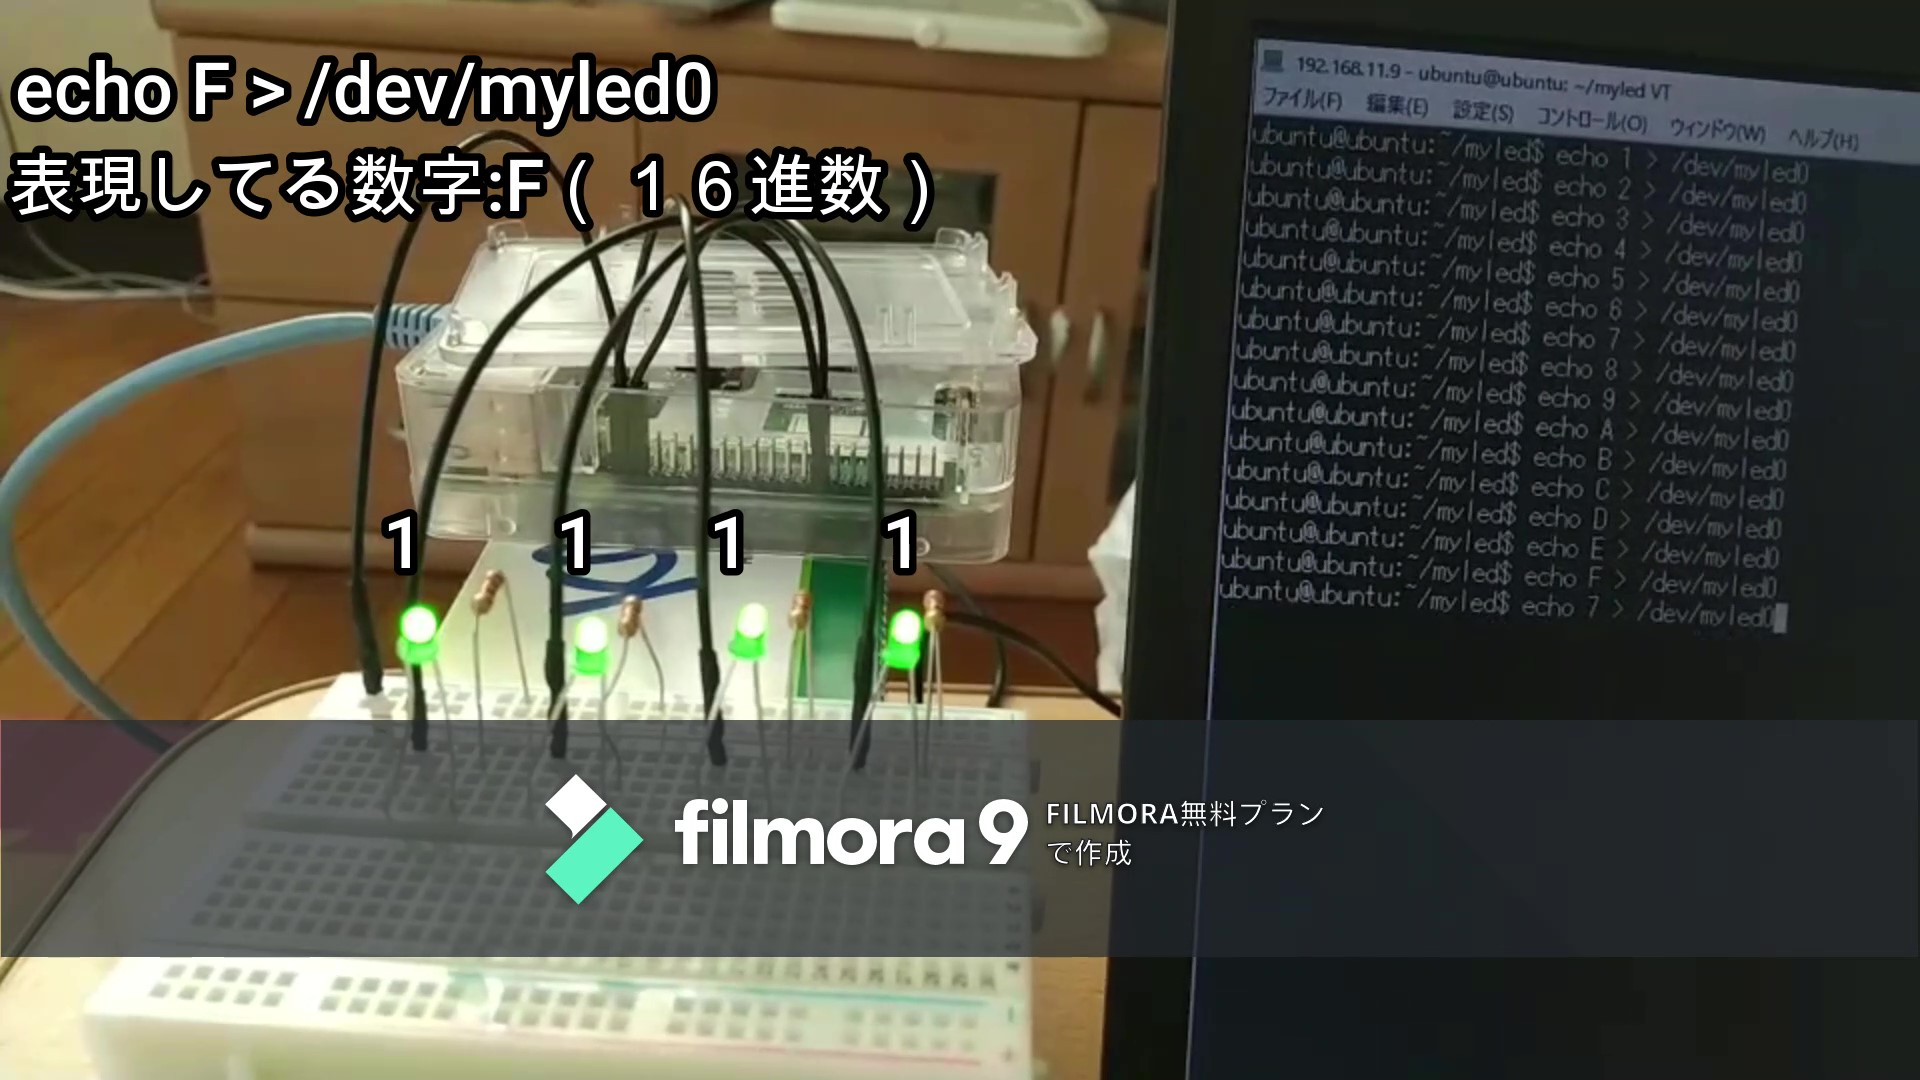 echo F > /dev/myled0
表現してる数字:F(１６進数)
192.168.11.9 - ubuntu@ubuntu: ~/myled VT
ファイル(F) 編集(E) 設定(S) コントロール(O) ウィンドウ(W) ヘルプ(H)
ubuntu@ubuntu:~/myled$ echo 1 > /dev/myled0
ubuntu@ubuntu:~/myled$ echo 2 > /dev/myled0
ubuntu@ubuntu:~/myled$ echo 3 > /dev/myled0
ubuntu@ubuntu:~/myled$ echo 4 > /dev/myled0
ubuntu@ubuntu:~/myled$ echo 5 > /dev/myled0
ubuntu@ubuntu:~/myled$ echo 6 > /dev/myled0
ubuntu@ubuntu:~/myled$ echo 7 > /dev/myled0
ubuntu@ubuntu:~/myled$ echo 8 > /dev/myled0
ubuntu@ubuntu:~/myled$ echo 9 > /dev/myled0
ubuntu@ubuntu:~/myled$ echo A > /dev/myled0
ubuntu@ubuntu:~/myled$ echo B > /dev/myled0
ubuntu@ubuntu:~/myled$ echo C > /dev/myled0
ubuntu@ubuntu:~/myled$ echo D > /dev/myled0
ubuntu@ubuntu:~/myled$ echo E > /dev/myled0
ubuntu@ubuntu:~/myled$ echo F > /dev/myled0
ubuntu@ubuntu:~/myled$ echo 7 > /dev/myled0
1 1 1 1
filmora9
FILMORA無料プラン
で作成